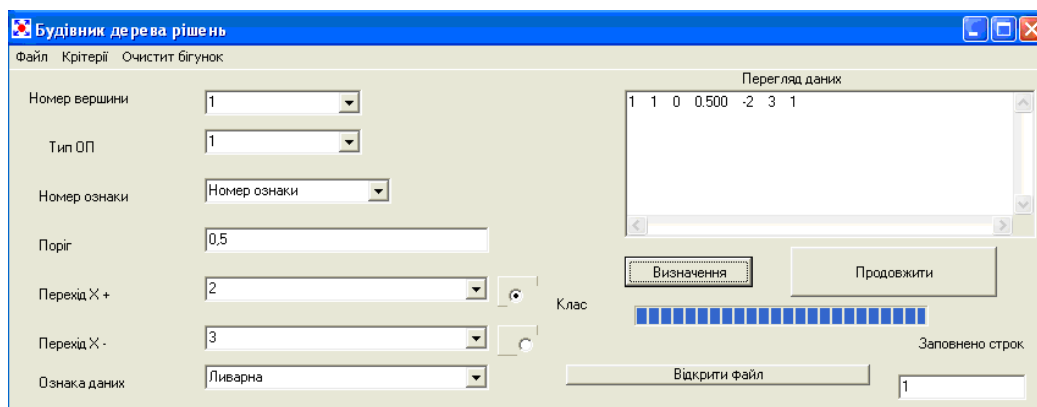 Будівник дерева рішень
Файл Крітерії Очистит бігунок
Перегляд даних
Номер вершини 1
1 1 0 0.500 -2 3 1
Тип ОП 1
Номер ознаки Номер ознаки
Поріг 0,5
Визначення Продовжити
Перехід X + 2
Клас
Перехід X - 3
Заповнено строк
Ознака даних Ливарна
Відкрити файл
1